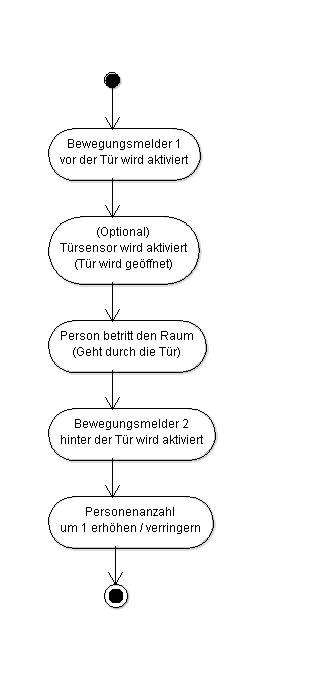 Bewegungsmelder 1
vor der Tür wird aktiviert
(Optional)
Türsensor wird aktiviert
(Tür wird geöffnet)
Person betritt den Raum
(Geht durch die Tür)
Bewegungsmelder 2
hinter der Tür wird aktiviert
Personenanzahl
um 1 erhöhen / verringern